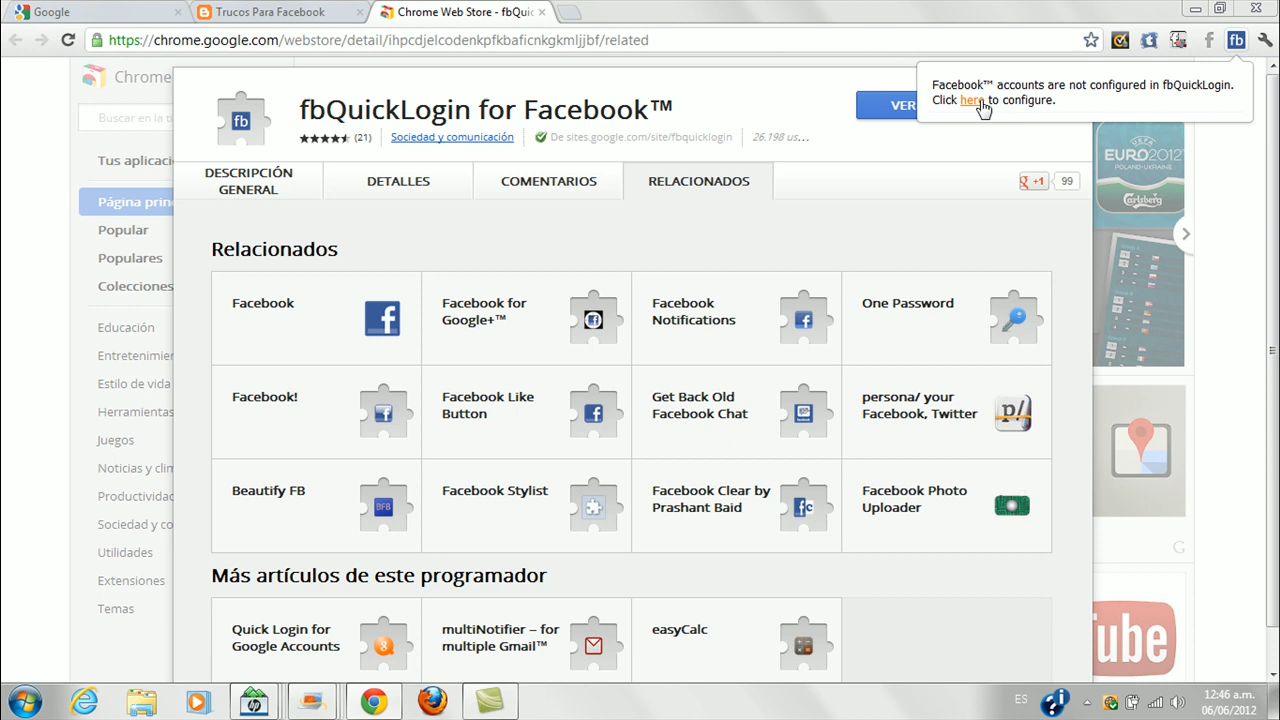 Google
Trucos Para Facebook
Chrome Web Store - fbQuic
https://chrome.google.com/webstore/detail/ihpcdjelcodenkpfkbaficnkgkmljjbf/related
fb
Facebook™ accounts are not configured in fbQuickLogin.
Click here to configure.
Chrome
Buscar en la ti
Tus aplicaci
Página prin
Popular
Populares
Colecciones
Educación
Entretenimier
Estilo de vida
Herramientas
Juegos
Noticias y clim
Productividad
Sociedad y co
Utilidades
Extensiones
Temas
fb
fbQuickLogin for Facebook™
VER
(21)
Sociedad y comunicación
De sites.google.com/site/fbquicklogin
26.198 us...
DESCRIPCIÓN
GENERAL
DETALLES
COMENTARIOS
RELACIONADOS
+1
99
Relacionados
Facebook
Facebook for
Google+™
Facebook
Notifications
One Password
Facebook!
Facebook Like
Button
Get Back Old
Facebook Chat
persona/ your
Facebook, Twitter
p/
Beautify FB
BFB
Facebook Stylist
Facebook Clear by
Prashant Baid
Facebook Photo
Uploader
Más artículos de este programador
Quick Login for
Google Accounts
multiNotifier – for
multiple Gmail™
easyCalc
UEFA
EURO2012
POLAND-UKRAINE
Carlsberg
G
Tube
hp
ES
12:46 a.m.
06/06/2012